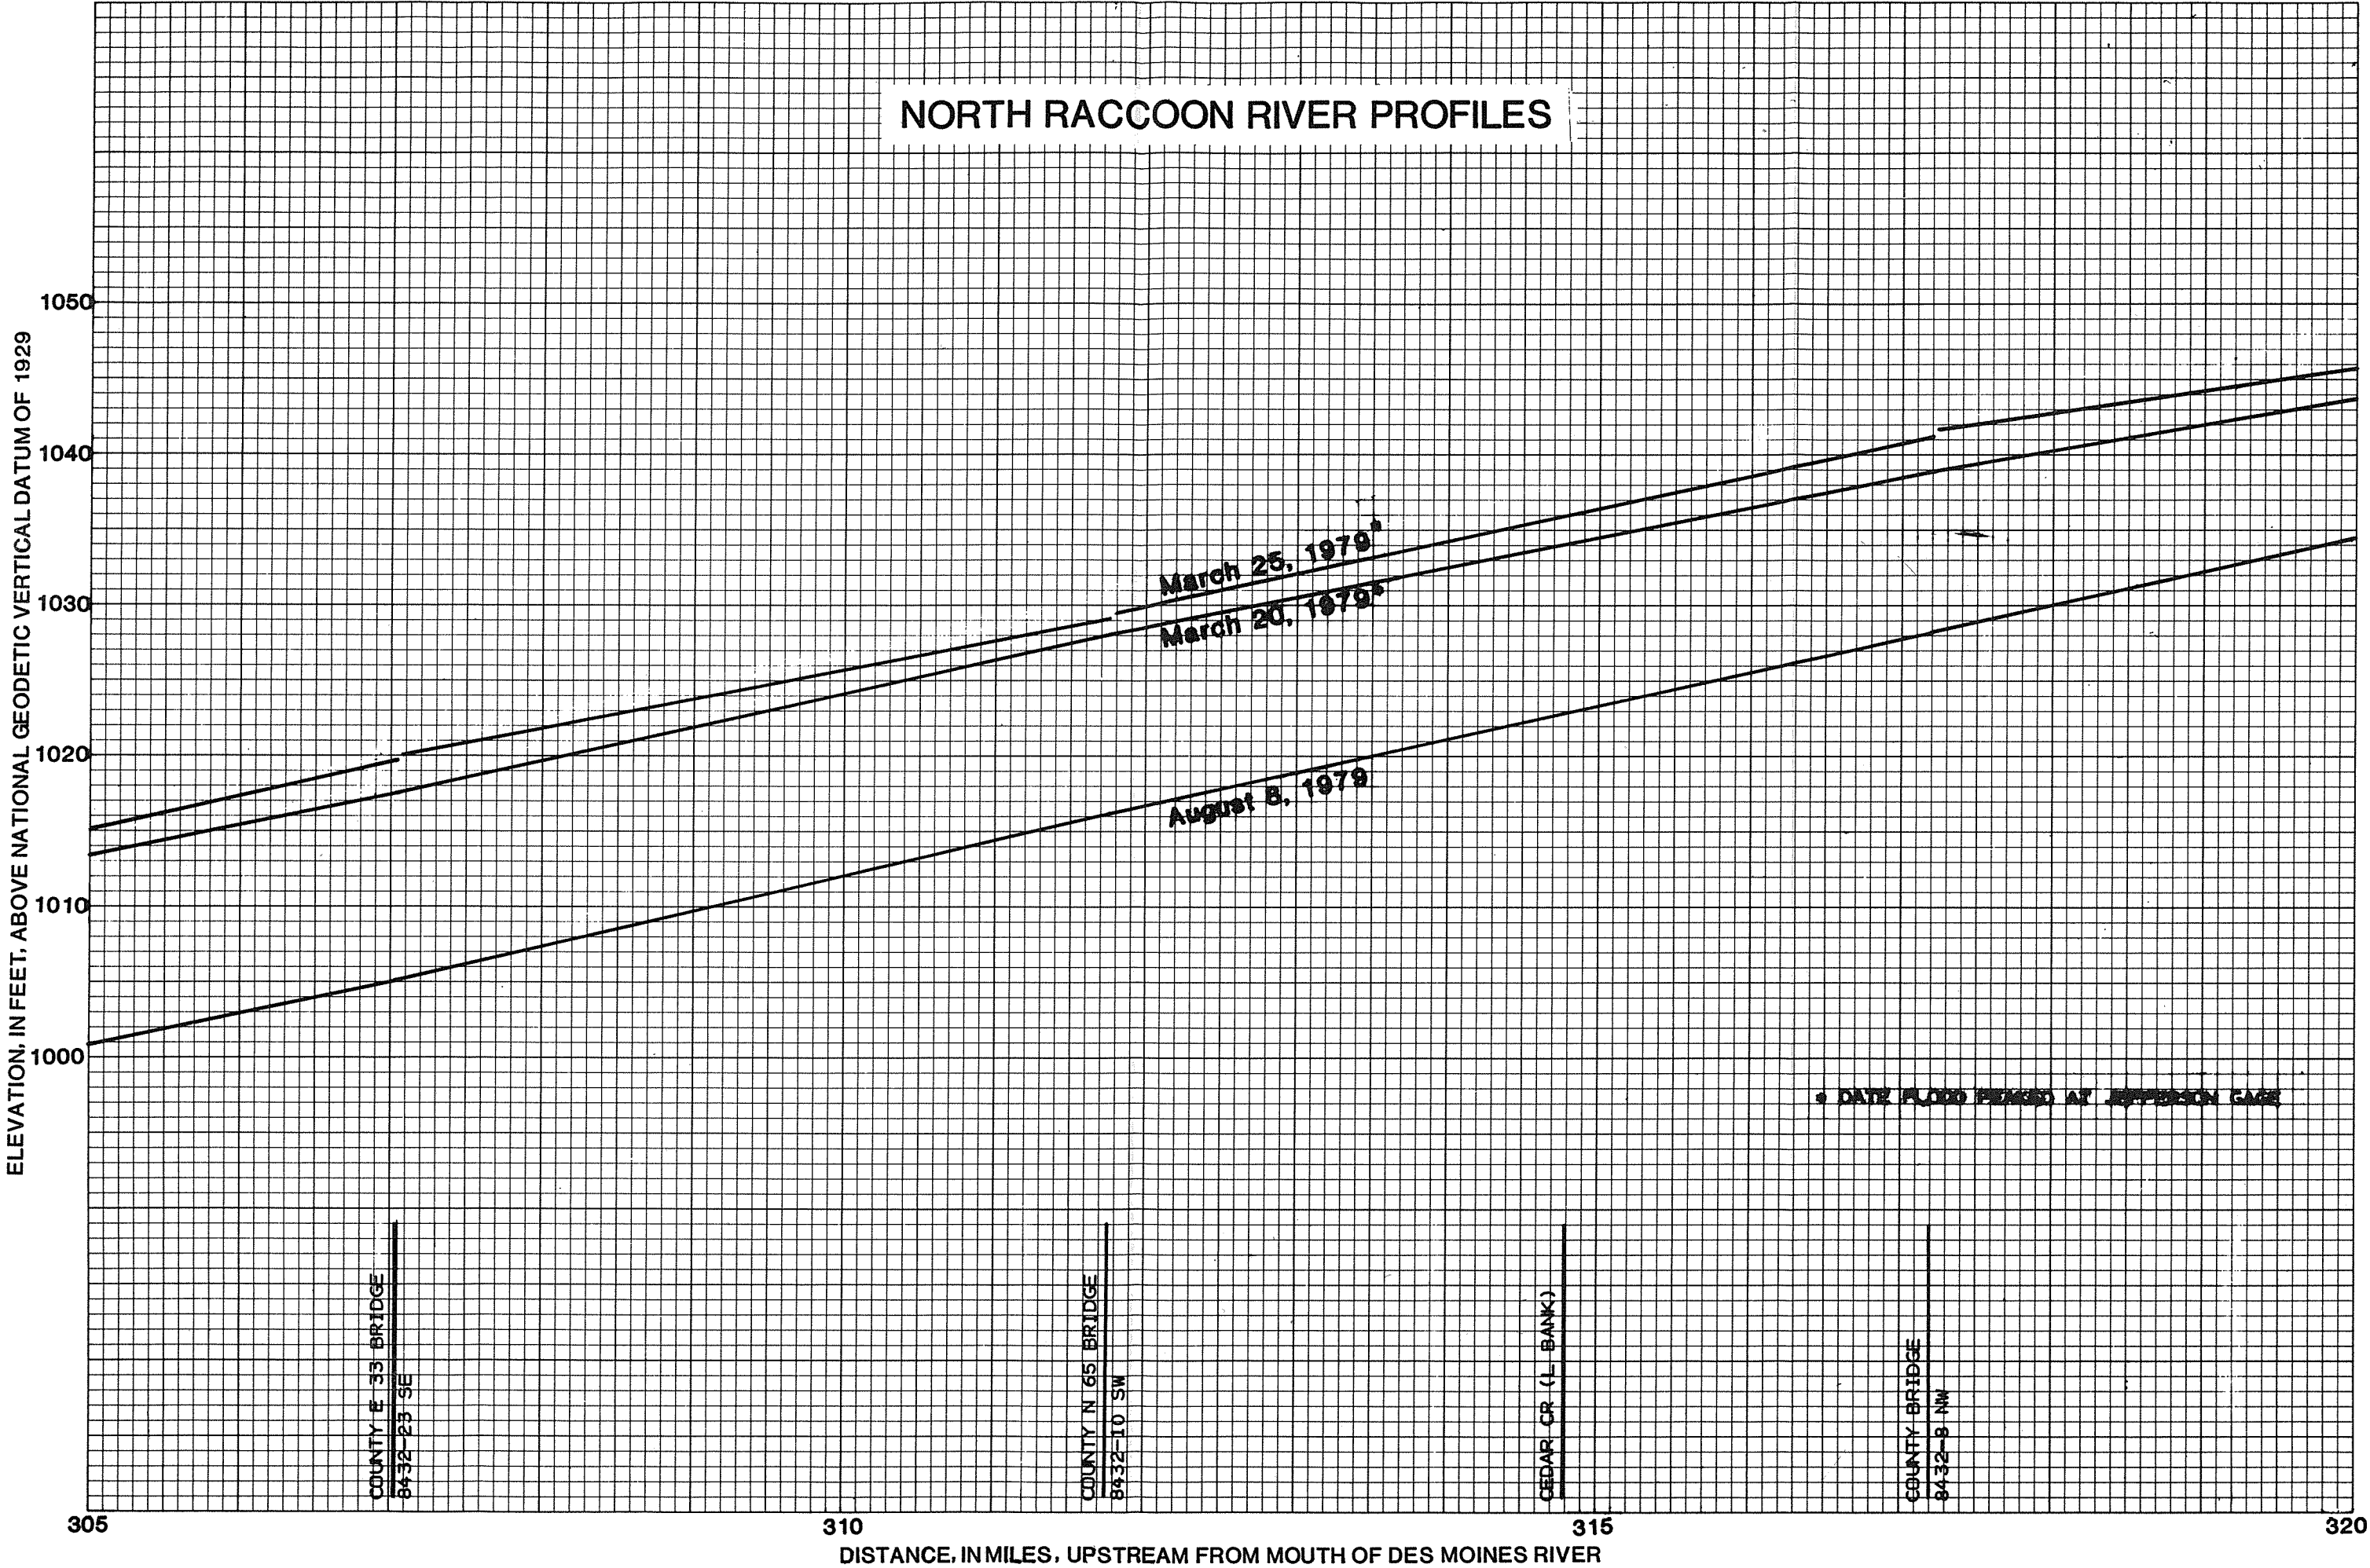 NORTH RACCOON RIVER PROFILES
ELEVATION, IN FEET, ABOVE NATIONAL GEODETIC VERTICAL DATUM OF 1929
1050
1040
1030
1020
1010
1000
March 25, 1979*
March 20, 1979*
August 8, 1979
* DATE FLOOD PEAKED AT JEFFERSON GAGE
COUNTY E 33 BRIDGE
8432-23 SE
COUNTY N 65 BRIDGE
8432-10 SW
CEDAR CR (L BANK)
COUNTY BRIDGE
8432-8 NW
305
310
315
320
DISTANCE, IN MILES, UPSTREAM FROM MOUTH OF DES MOINES RIVER